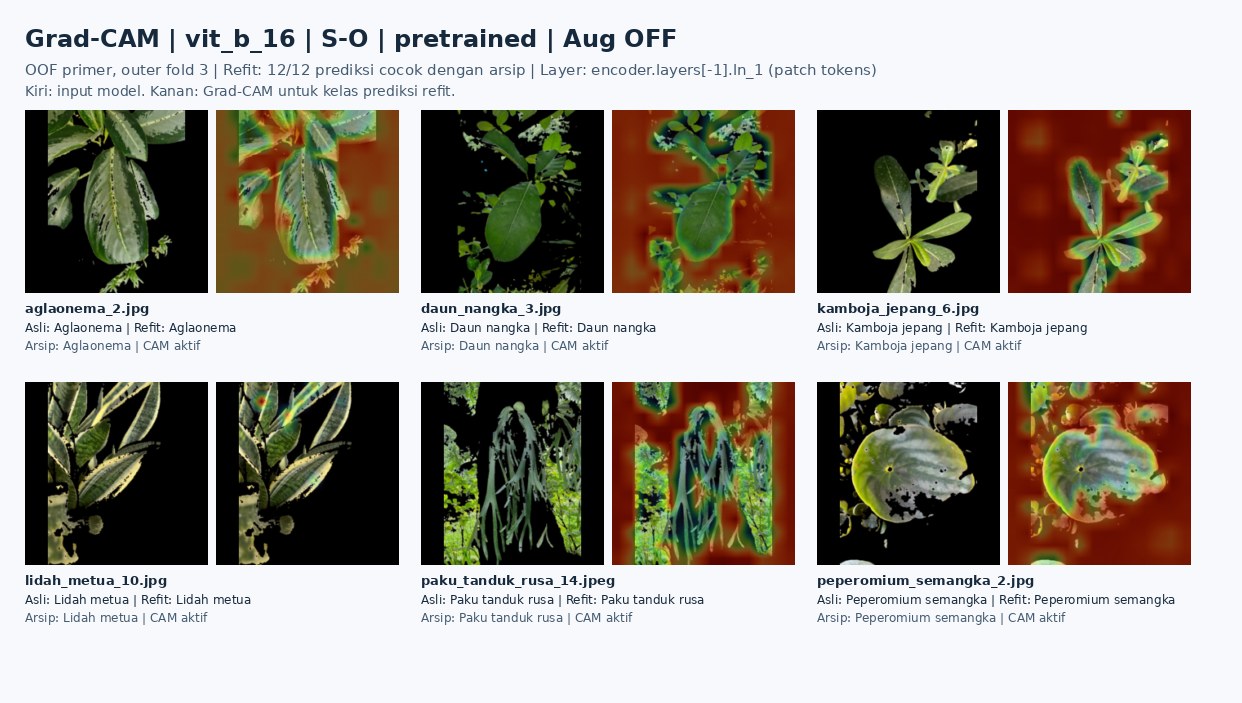 Grad-CAM | vit_b_16 | S-O | pretrained | Aug OFF
OOF primer, outer fold 3 | Refit: 12/12 prediksi cocok dengan arsip | Layer: encoder.layers[-1].ln_1 (patch tokens)
Kiri: input model. Kanan: Grad-CAM untuk kelas prediksi refit.
aglaonema_2.jpg
Asli: Aglaonema | Refit: Aglaonema
Arsip: Aglaonema | CAM aktif
daun_nangka_3.jpg
Asli: Daun nangka | Refit: Daun nangka
Arsip: Daun nangka | CAM aktif
kamboja_jepang_6.jpg
Asli: Kamboja jepang | Refit: Kamboja jepang
Arsip: Kamboja jepang | CAM aktif
lidah_metua_10.jpg
Asli: Lidah metua | Refit: Lidah metua
Arsip: Lidah metua | CAM aktif
paku_tanduk_rusa_14.jpeg
Asli: Paku tanduk rusa | Refit: Paku tanduk rusa
Arsip: Paku tanduk rusa | CAM aktif
peperomium_semangka_2.jpg
Asli: Peperomium semangka | Refit: Peperomium semangka
Arsip: Peperomium semangka | CAM aktif